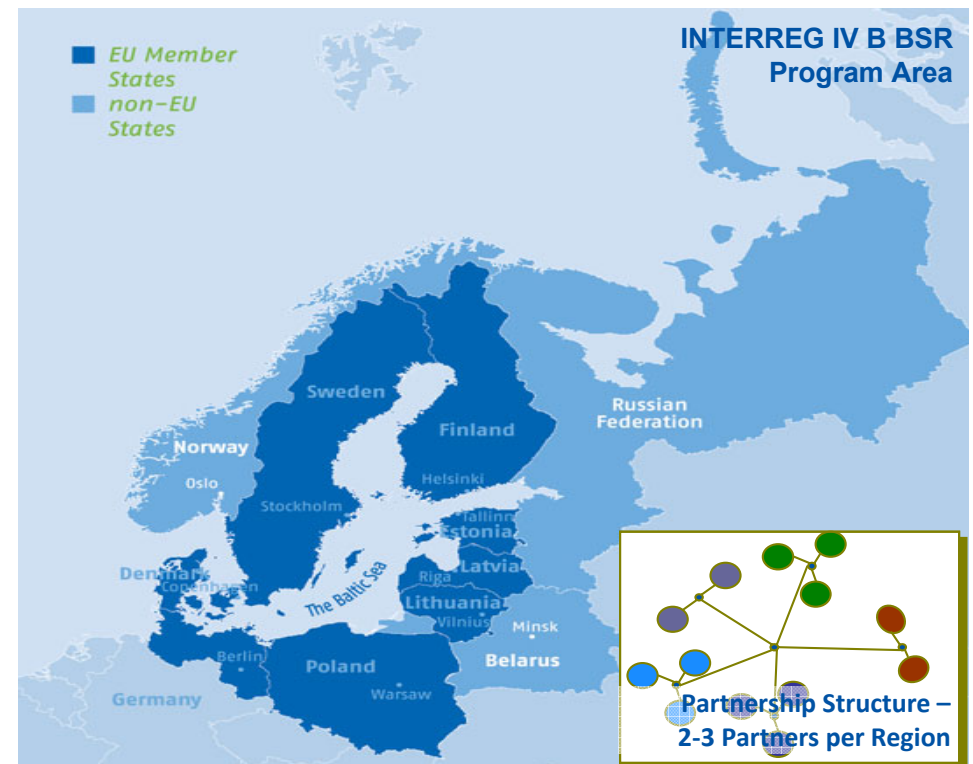 INTERREG IV B BSR
Program Area
EU Member
States
non-EU
States
Sweden
Finland
Russian
Federation
Norway
Oslo
Helsinki
Stockholm
Tallinn
Estonia
Latvia
Riga
Denmark
Copenhagen
The Baltic Sea
Lithuania
Vilnius
Minsk
Belarus
Berlin
Poland
Warsaw
Germany
Partnership Structure –
2-3 Partners per Region